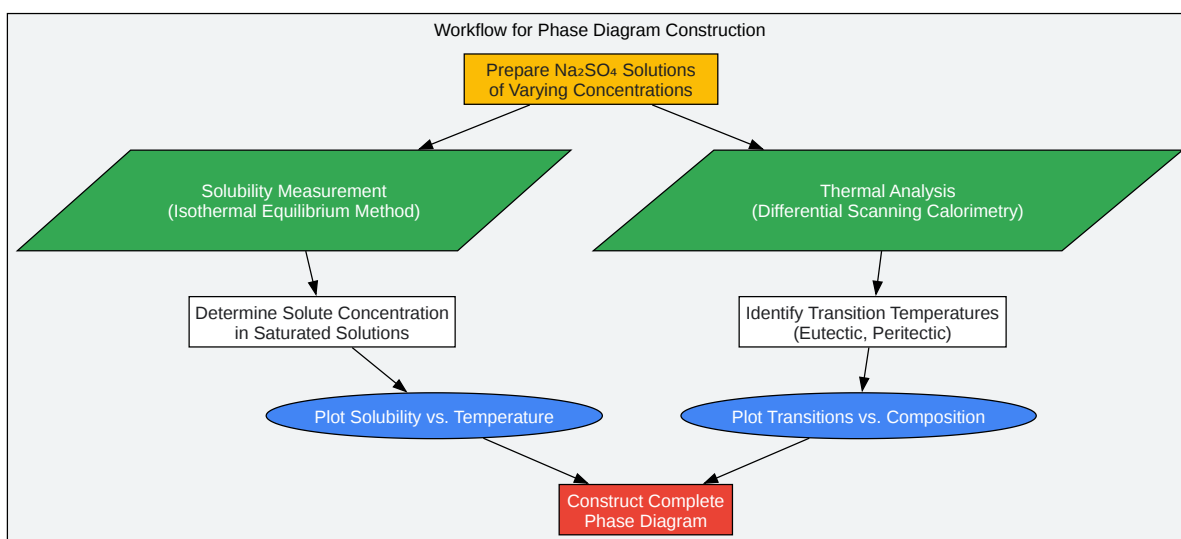 Workflow for Phase Diagram Construction
Prepare Na₂SO₄ Solutions
of Varying Concentrations
Solubility Measurement
(Isothermal Equilibrium Method)
Thermal Analysis
(Differential Scanning Calorimetry)
Determine Solute Concentration
in Saturated Solutions
Identify Transition Temperatures
(Eutectic, Peritectic)
Plot Solubility vs. Temperature
Plot Transitions vs. Composition
Construct Complete
Phase Diagram